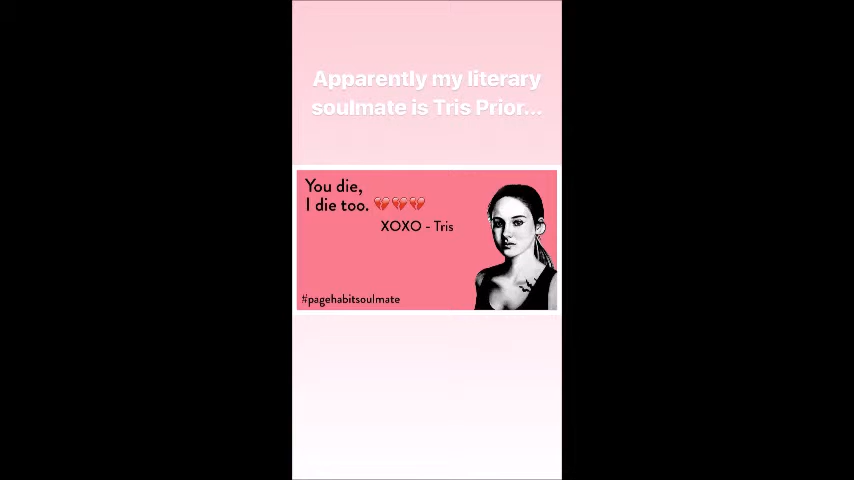 Apparently my literary
soulmate is Tris Prior...
You die,
I die too. 💔💔💔
XOXO - Tris
#pagehabitsoulmate